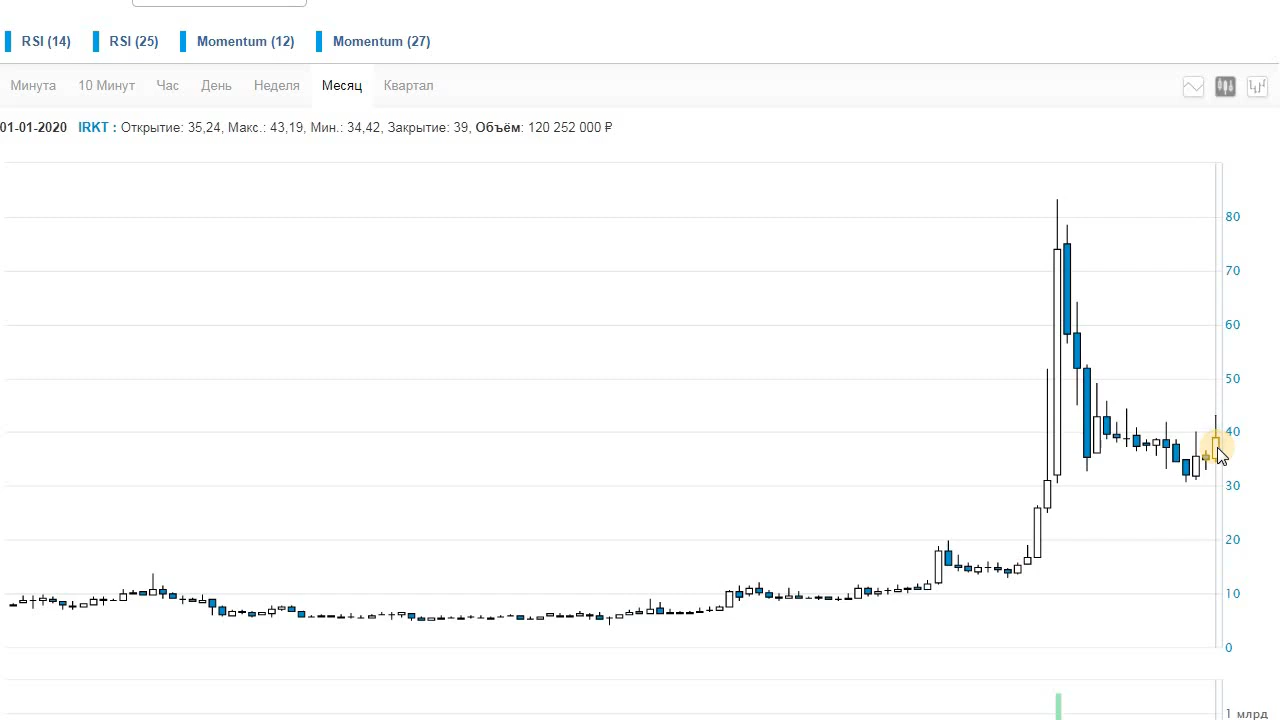 RSI (14) RSI (25) Momentum (12) Momentum (27)
Минута 10 Минут Час День Неделя Месяц Квартал
01-01-2020 IRKT : Открытие: 35,24, Макс.: 43,19, Мин.: 34,42, Закрытие: 39, Объём: 120 252 000 ₽
80
70
60
50
40
30
20
10
0
1 млрд